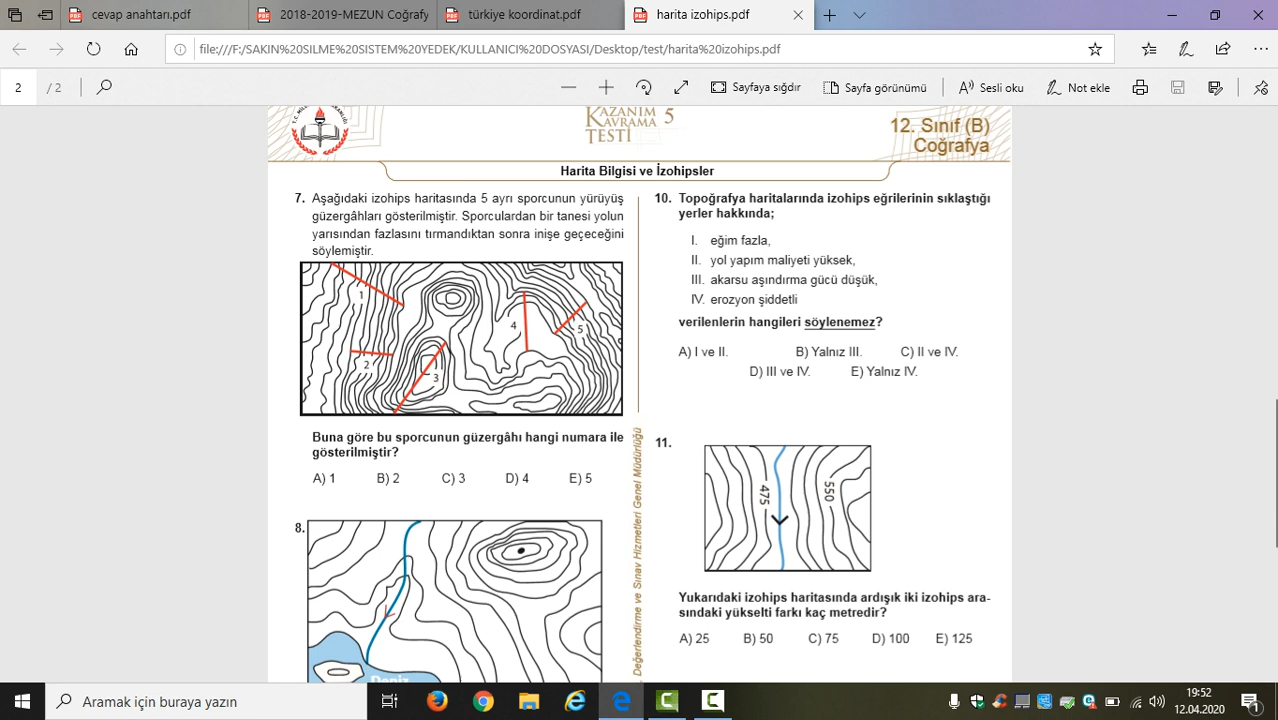 cevap anahtarı.pdf
2018-2019-MEBDOC
türkiye koordinatı.pdf
harita izohips.pdf
file:///F:/SAKIN%20SILME%20SISTEM%20YEDEK/KULLANICI%20DOSYASI/Desktop/test/harita%20izohips.pdf
2 / 2
Sayfaya sığdır
Sayfa görünümü
Sesli oku
Not ekle
KAZANIM
KAVRAMA
TESTİ
5
12. Sınıf (B)
Coğrafya
Harita Bilgisi ve İzohipsler
7. Aşağıdaki izohips haritasında 5 ayrı sporcunun yürüyüş
güzergâhları gösterilmiştir. Sporculardan bir tanesi yolun
yarısından fazlasını tırmandıktan sonra inişe geçeceğini
söylemiştir.
1
2
3
4
5
Buna göre bu sporcunun güzergâhı hangi numara ile
gösterilmiştir?
A) 1 B) 2 C) 3 D) 4 E) 5
8.
Deniz
Değerlendirme ve Sınav Hizmetleri Genel Müdürlüğü
10. Topoğrafya haritalarında izohips eğrilerinin sıklaştığı
yerler hakkında;
I. eğim fazla,
II. yol yapım maliyeti yüksek,
III. akarsu aşındırma gücü düşük,
IV. erozyon şiddetli
verilenlerin hangileri söylenemez?
A) I ve II. B) Yalnız III. C) II ve IV.
D) III ve IV. E) Yalnız IV.
11.
475
550
Yukarıdaki izohips haritasında ardışık iki izohips ara-
sındaki yükselti farkı kaç metredir?
A) 25 B) 50 C) 75 D) 100 E) 125
Aramak için buraya yazın
19:52
12.04.2020
1